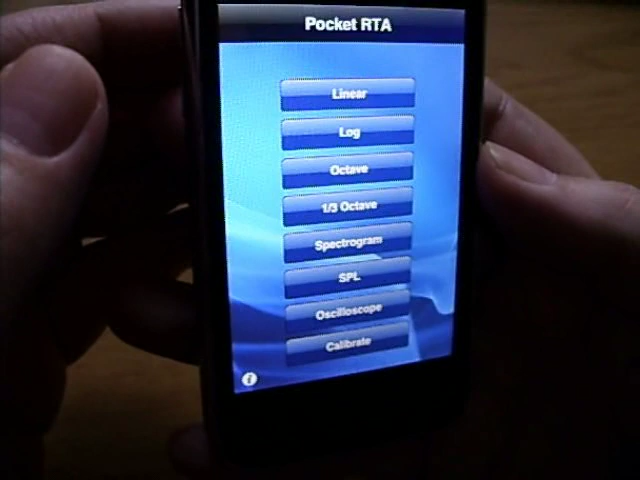 Pocket RTA
Linear
Log
Octave
1/3 Octave
Spectrogram
SPL
Oscilloscope
Calibrate
i